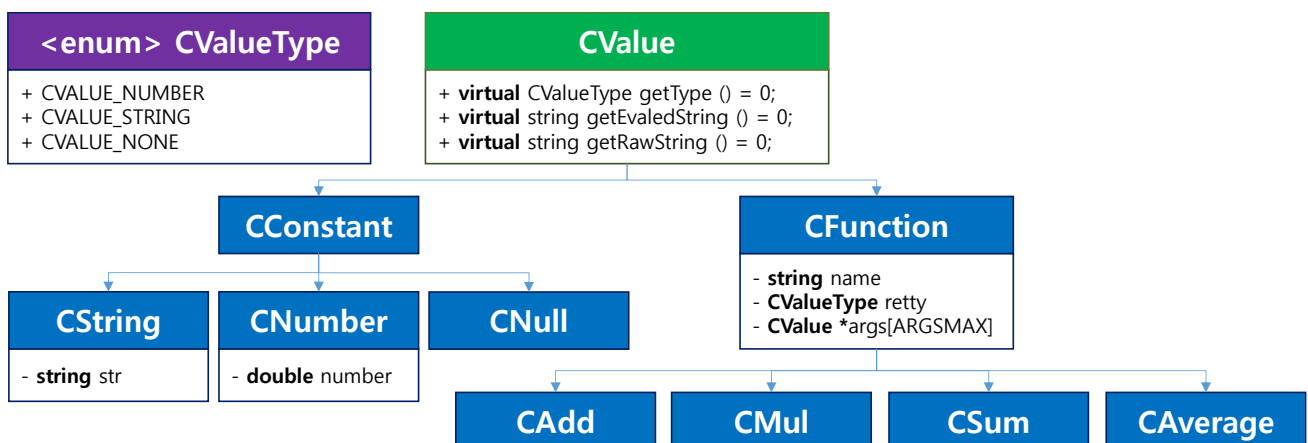 <enum> CValueType
+ CVALUE_NUMBER
+ CVALUE_STRING
+ CVALUE_NONE
CValue
+ virtual CValueType getType () = 0;
+ virtual string getEvaledString () = 0;
+ virtual string getRawString () = 0;
CConstant
CFunction
- string name
- CValueType retty
- CValue *args[ARGSMAX]
CString
- string str
CNumber
- double number
CNull
CAdd
CMul
CSum
CAverage